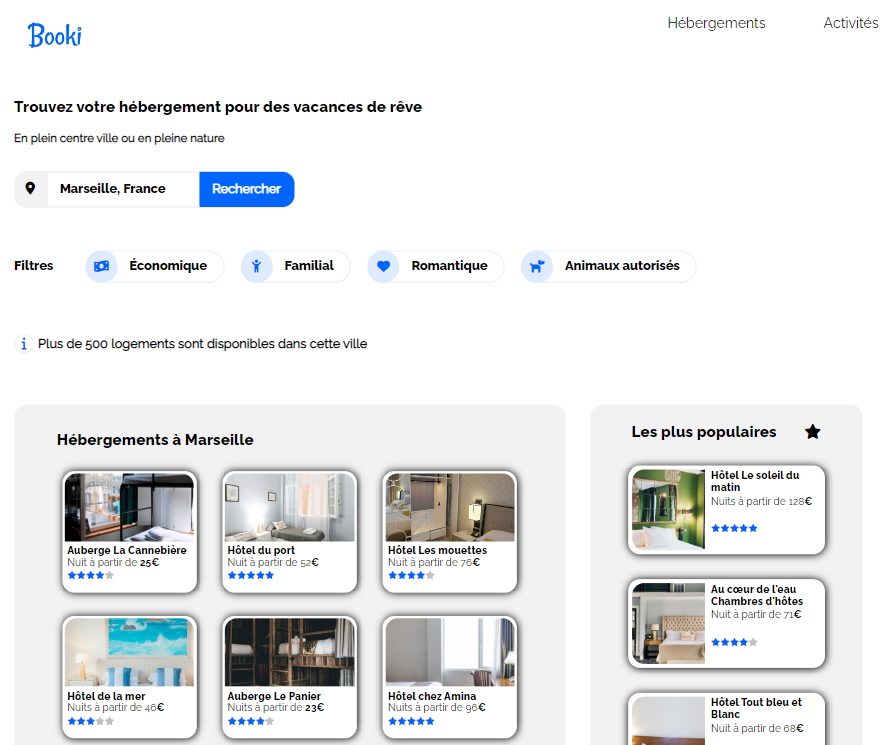 Booki
Hébergements
Activités
Trouvez votre hébergement pour des vacances de rêve
En plein centre ville ou en pleine nature
Marseille, France
Rechercher
Filtres
Économique
Familial
Romantique
Animaux autorisés
Plus de 500 logements sont disponibles dans cette ville
Hébergements à Marseille
Auberge La Cannebière
Nuit à partir de 25€
Hôtel du port
Nuit à partir de 52€
Hôtel Les mouettes
Nuit à partir de 76€
Hôtel de la mer
Nuits à partir de 46€
Auberge Le Panier
Nuits à partir de 23€
Hôtel chez Amina
Nuits à partir de 96€
Les plus populaires
Hôtel Le soleil du
matin
Nuits à partir de 128€
Au cœur de l'eau
Chambres d'hôtes
Nuit à partir de 71€
Hôtel Tout bleu et
Blanc
Nuit à partir de 68€